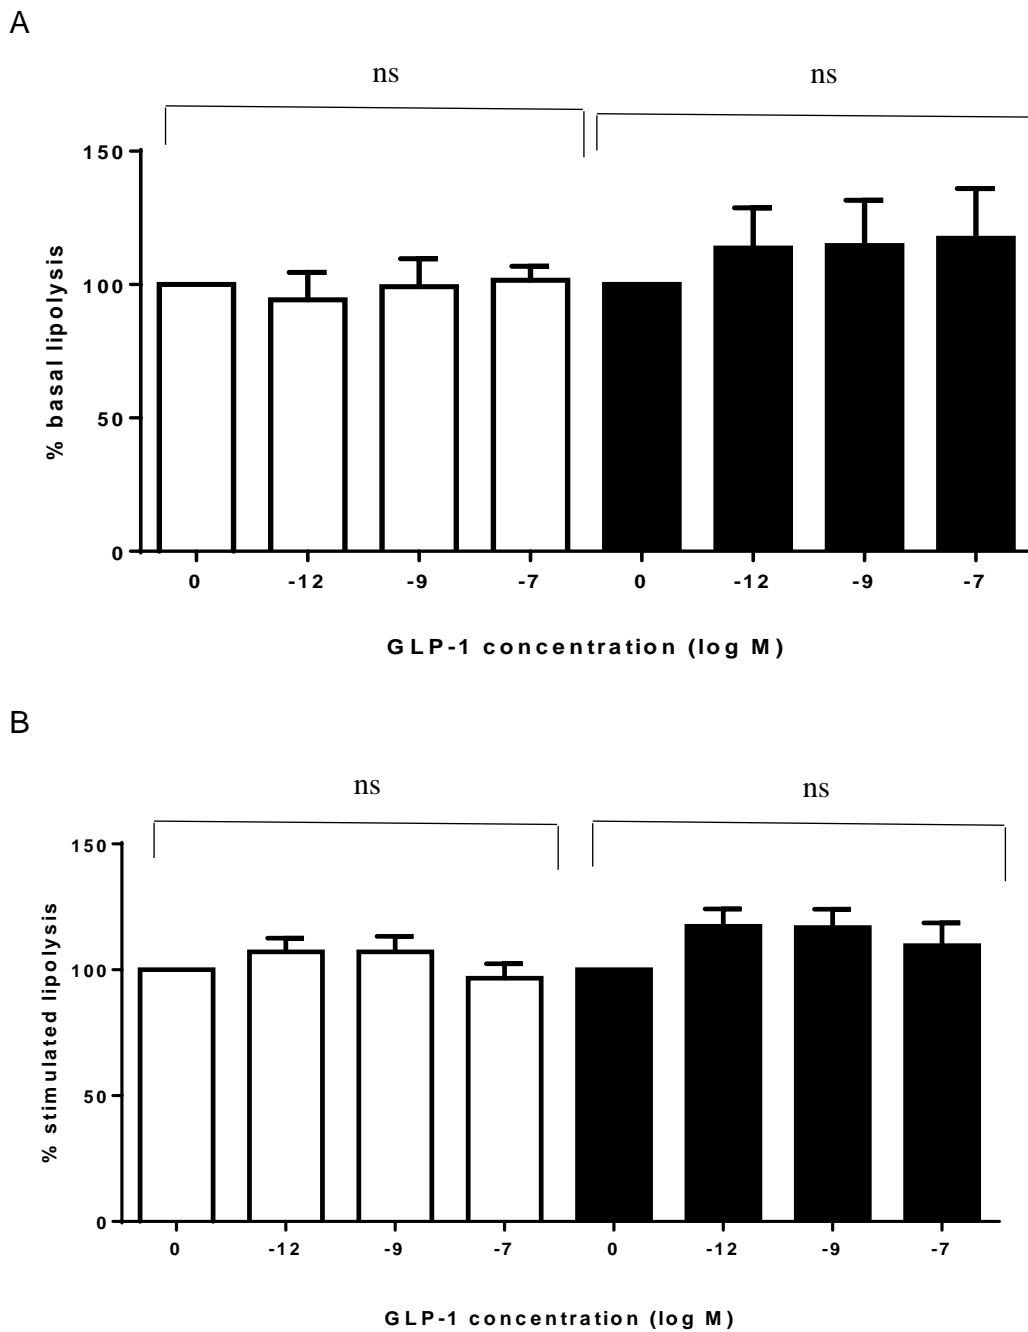 A
ns ns
150
100
50
0
% basal lipolysis
0 -12 -9 -7 0 -12 -9 -7
GLP-1 concentration (log M)
B
ns ns
150
100
50
0
% stimulated lipolysis
0 -12 -9 -7 0 -12 -9 -7
GLP-1 concentration (log M)